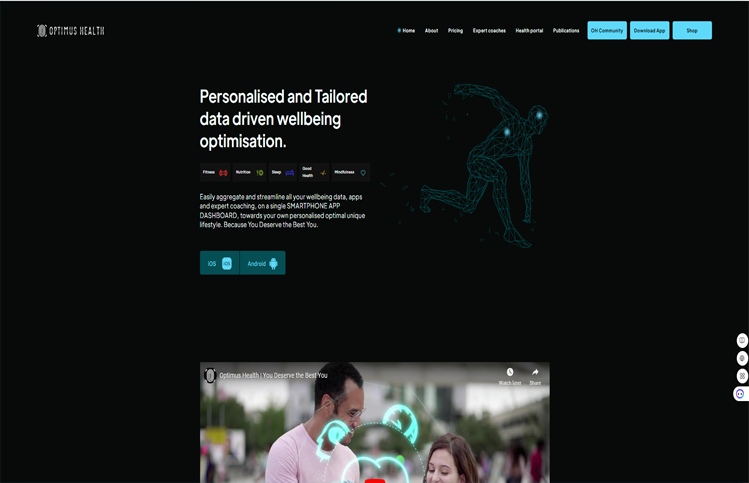 OPTIMUS HEALTH
Home
About
Pricing
Expert coaches
Health portal
Publications
OH Community
Download App
Shop
Personalised and Tailored
data driven wellbeing
optimisation.
Fitness
Nutrition
Sleep
Good
Health
Mindfulness
Easily aggregate and streamline all your wellbeing data, apps
and expert coaching, on a single SMARTPHONE APP
DASHBOARD, towards your own personalised optimal unique
lifestyle. Because You Deserve the Best You.
iOS
Android
Optimus Health | You Deserve the Best You
Watch later
Share